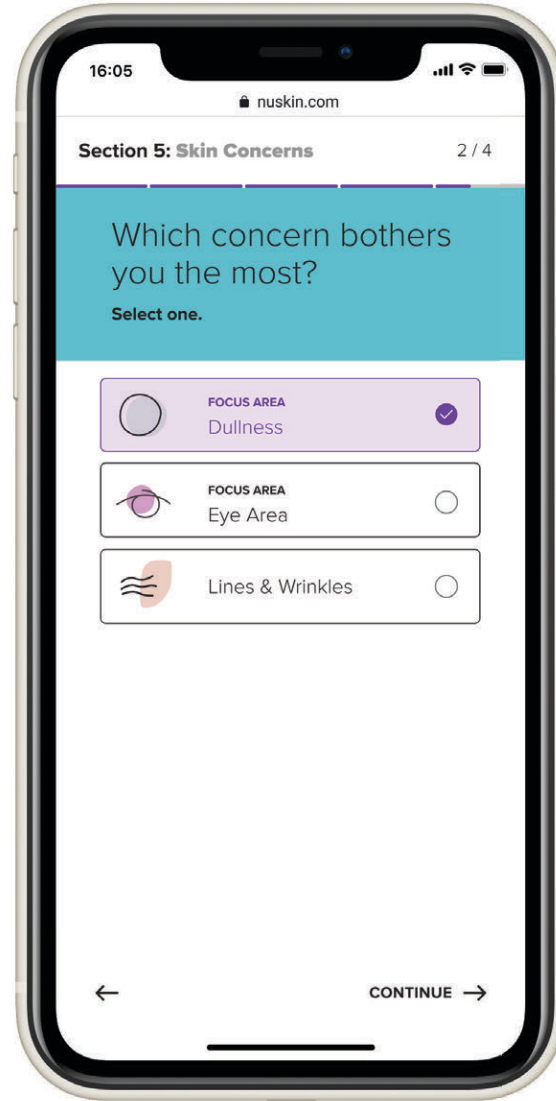 16:05
nuskin.com
Section 5: Skin Concerns 2 / 4
Which concern bothers
you the most?
Select one.
FOCUS AREA
Dullness
FOCUS AREA
Eye Area
Lines & Wrinkles
CONTINUE